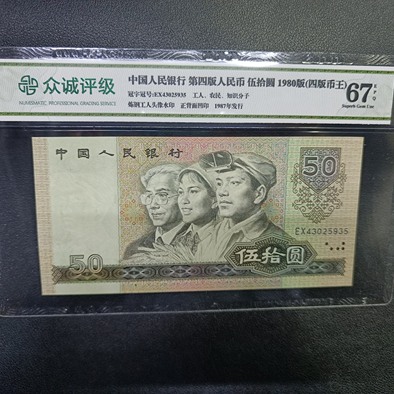 众诚评级
NUMISMATIC PROFESSIONAL GRADING SERVICE
中国人民银行 第四版人民币 伍拾圆 1980版(四版币王)
冠字冠号:EX43025935 工人、农民、知识分子
炼钢工人头像水印 正背面凹印 1987年发行
67 EPQ
Superb Gem Unc
中国人民银行
50
EX43025935
50
伍拾圆